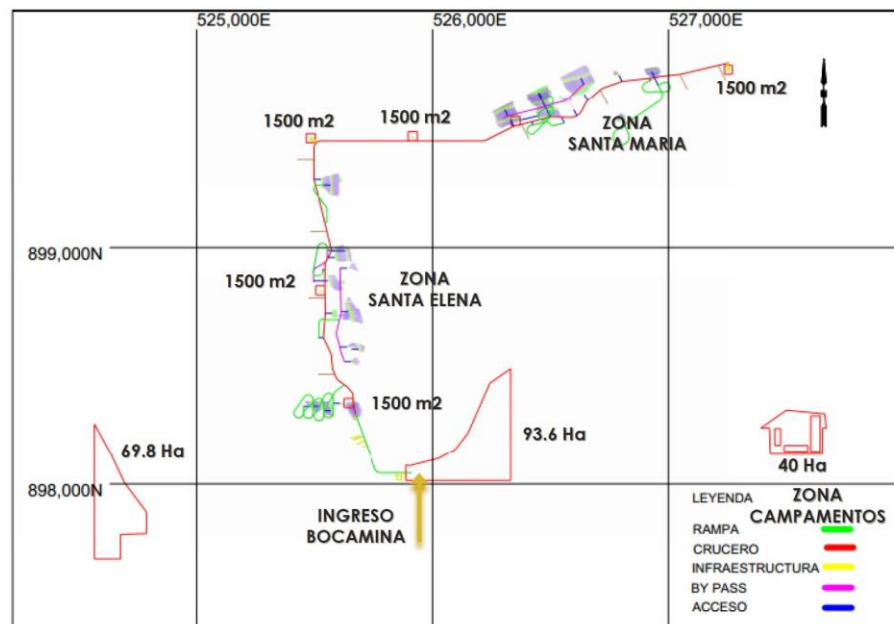 525,000E
526,000E
527,000E
1500 m2
1500 m2
1500 m2
ZONA
SANTA MARIA
899,000N
1500 m2
ZONA
SANTA ELENA
1500 m2
69.8 Ha
93.6 Ha
40 Ha
898,000N
INGRESO
BOCAMINA
LEYENDA
ZONA
CAMPAMENTOS
RAMPA
CRUCERO
INFRAESTRUCTURA
BY PASS
ACCESO